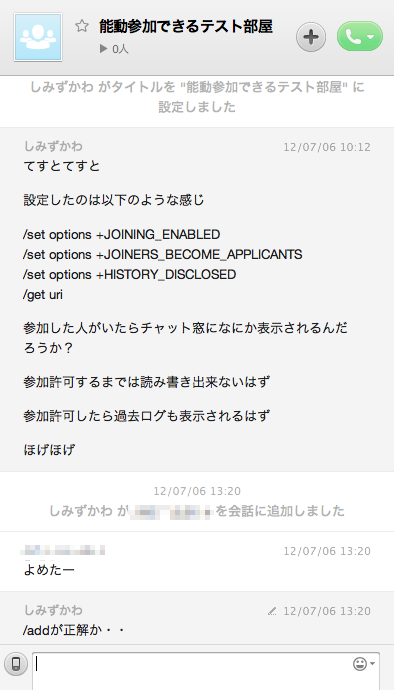 能動参加できるテスト部屋
0人
しみずかわ がタイトルを "能動参加できるテスト部屋" に
設定しました
しみずかわ 12/07/06 10:12
てすとてすと
設定したのは以下のような感じ
/set options +JOINING_ENABLED
/set options +JOINERS_BECOME_APPLICANTS
/set options +HISTORY_DISCLOSED
/get uri
参加した人がいたらチャット窓になにか表示されるんだ
ろうか？
参加許可するまでは読み書き出来ないはず
参加許可したら過去ログも表示されるはず
ほげほげ
12/07/06 13:20
しみずかわ が を会話に追加しました
12/07/06 13:20
よめたー
しみずかわ 12/07/06 13:20
/addが正解か・・